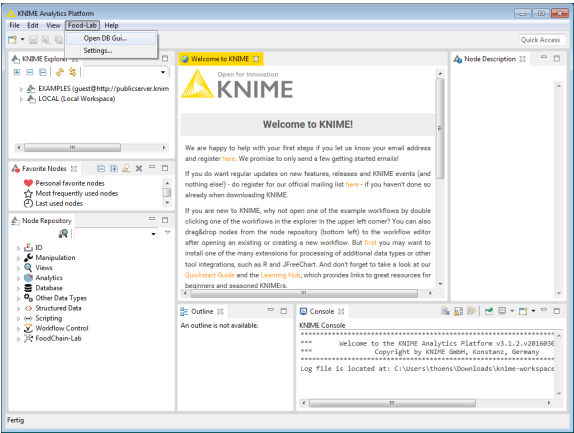 KNIME Analytics Platform
File Edit View Food-Lab Help
Open DB Gui...
Settings...
Quick Access
KNIME Explorer
EXAMPLES (guest@http://publicserver.knim
LOCAL (Local Workspace)
Favorite Nodes
Personal favorite nodes
Most frequently used nodes
Last used nodes
Node Repository
IO
Manipulation
Views
Analytics
Database
Other Data Types
Structured Data
Scripting
Workflow Control
FoodChain-Lab
Welcome to KNIME
Open for Innovation
KNIME
Welcome to KNIME!
We are happy to help with your first steps if you let us know your email address
and register here. We promise to only send a few getting started emails!
If you do want regular updates on new features, releases and KNIME events (and
nothing else!) - do register for our official mailing list here - if you haven't done so
already when downloading KNIME.
If you are new to KNIME, why not open one of the example workflows by double
clicking one of the workflows in the explorer in the upper left corner? You can also
drag&drop nodes from the node repository (bottom left) to the workflow editor
after opening an existing or creating a new workflow. But first you may want to
install one of the many extensions for processing of additional data types or other
tool integrations, such as R and JFreeChart. And don't forget to take a look at our
Quickstart Guide and the Learning Hub, which provides links to great resources for
beginners and seasoned KNIMErs.
Node Description
Outline
An outline is not available.
Console
KNIME Console
*** Welcome to the KNIME Analytics Platform v3.1.2.v2016030
*** Copyright by KNIME GmbH, Konstanz, Germany
Log file is located at: C:\Users\thoens\Downloads\knime-workspace
Fertig